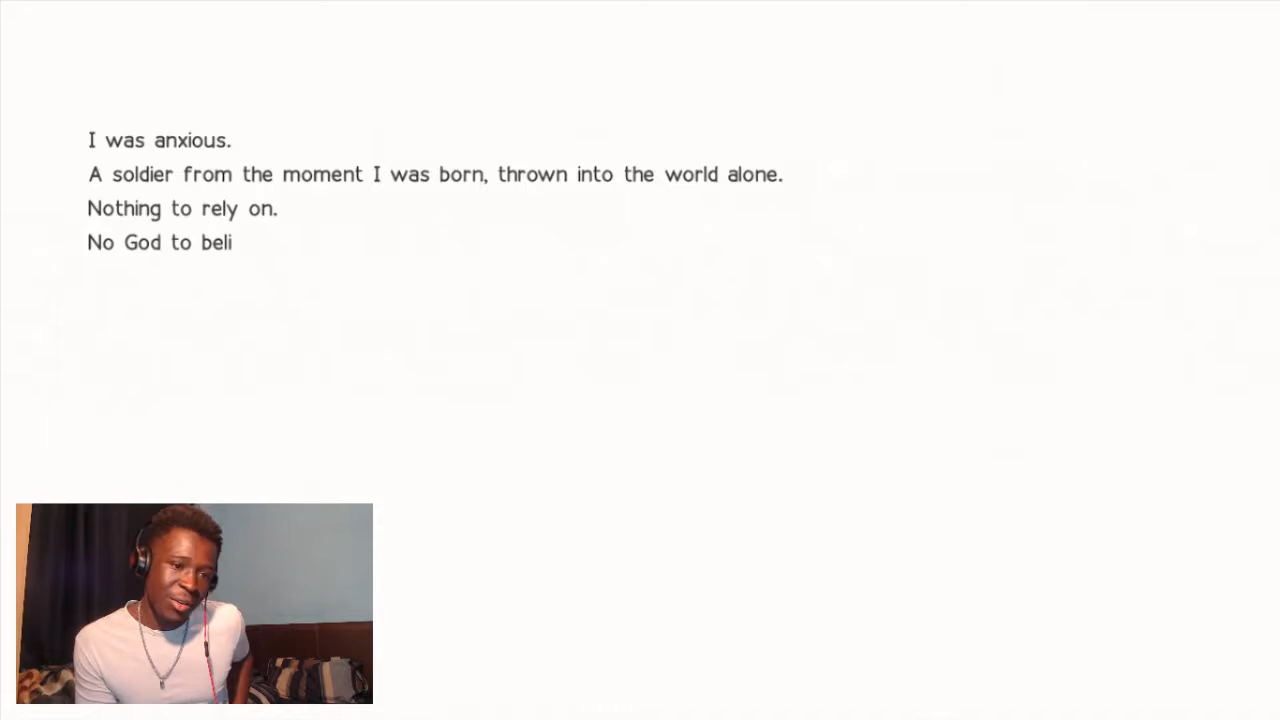 I was anxious.
A soldier from the moment I was born, thrown into the world alone.
Nothing to rely on.
No God to beli